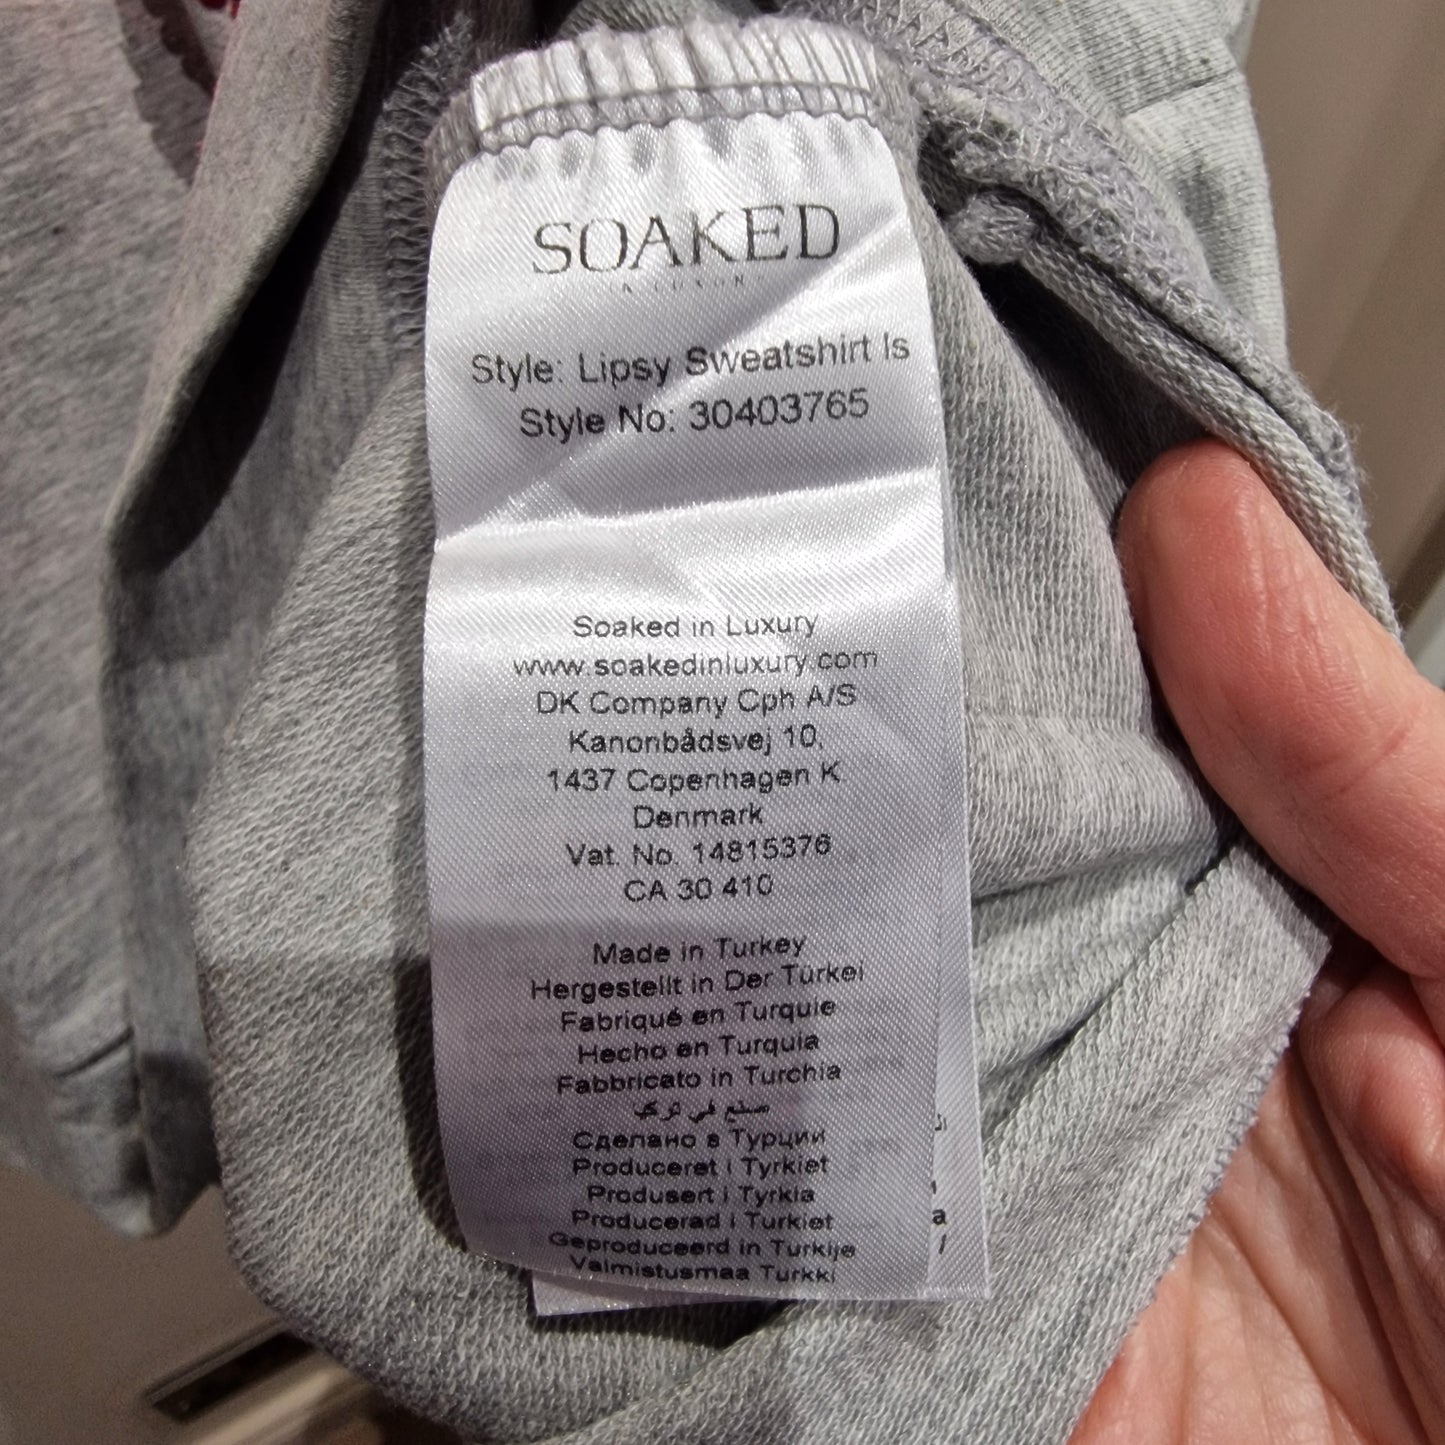 SOAKED
Style: Lipsy Sweatshirt ls
Style No: 30403765
Soaked in Luxury
www.soakedinluxury.com
DK Company Cph A/S
Kanonbådsvej 10,
1437 Copenhagen K
Denmark
Vat. No. 14815376
CA 30 410
Made in Turkey
Hergestellt in Der Türkei
Fabriqué en Turquie
Hecho en Turquia
Fabbricato in Turchia
صنع في تركي
Сделано в Турции
Produceret i Tyrkiet
Produsert i Tyrkia
Producerad i Turkiet
Geproduceerd in Turkije
Valmistusmaa Turkki